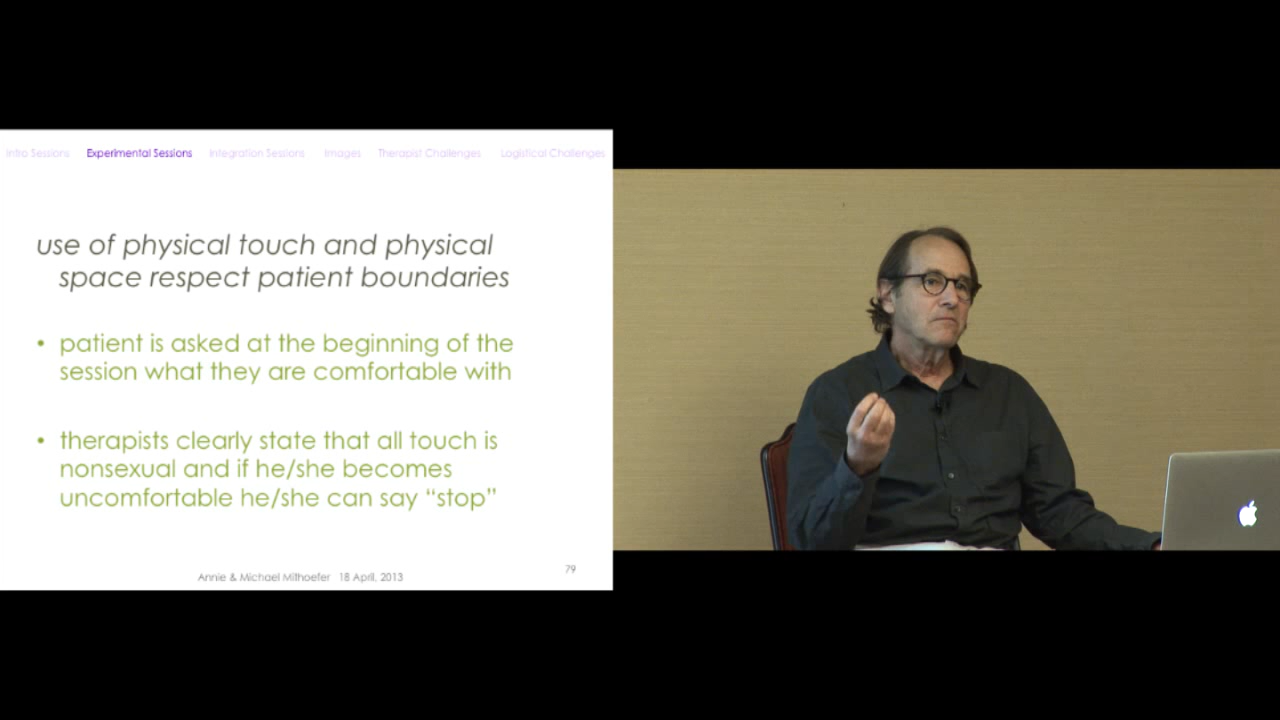 Intro Sessions Experimental Sessions Integration Sessions Images Therapist Challenges Logistical Challenges
use of physical touch and physical
space respect patient boundaries
• patient is asked at the beginning of the
session what they are comfortable with
• therapists clearly state that all touch is
nonsexual and if he/she becomes
uncomfortable he/she can say “stop”
79
Annie & Michael Mithoefer 18 April, 2013